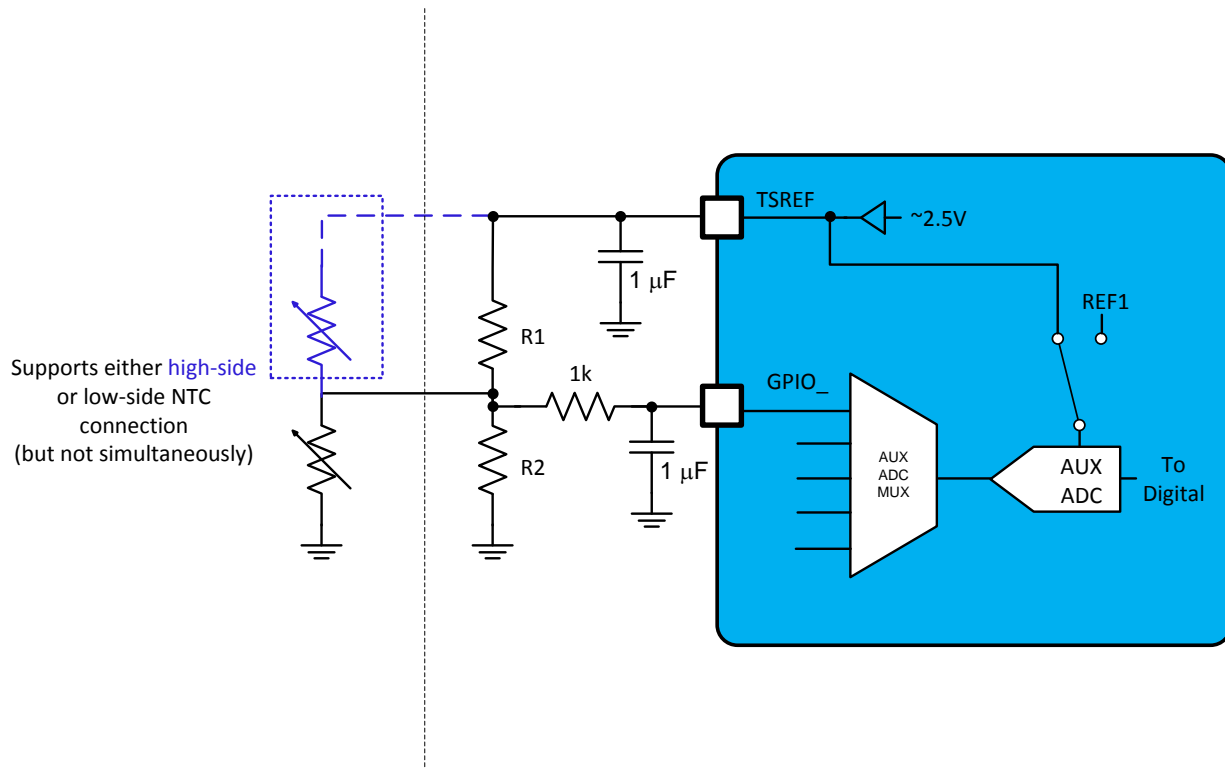 TSREF
~2.5V
1 μF
REF1
R1
Supports either high-side
or low-side NTC
connection
(but not simultaneously)
1k
GPIO_
R2
1 μF
AUX
ADC
MUX
AUX
ADC
To
Digital